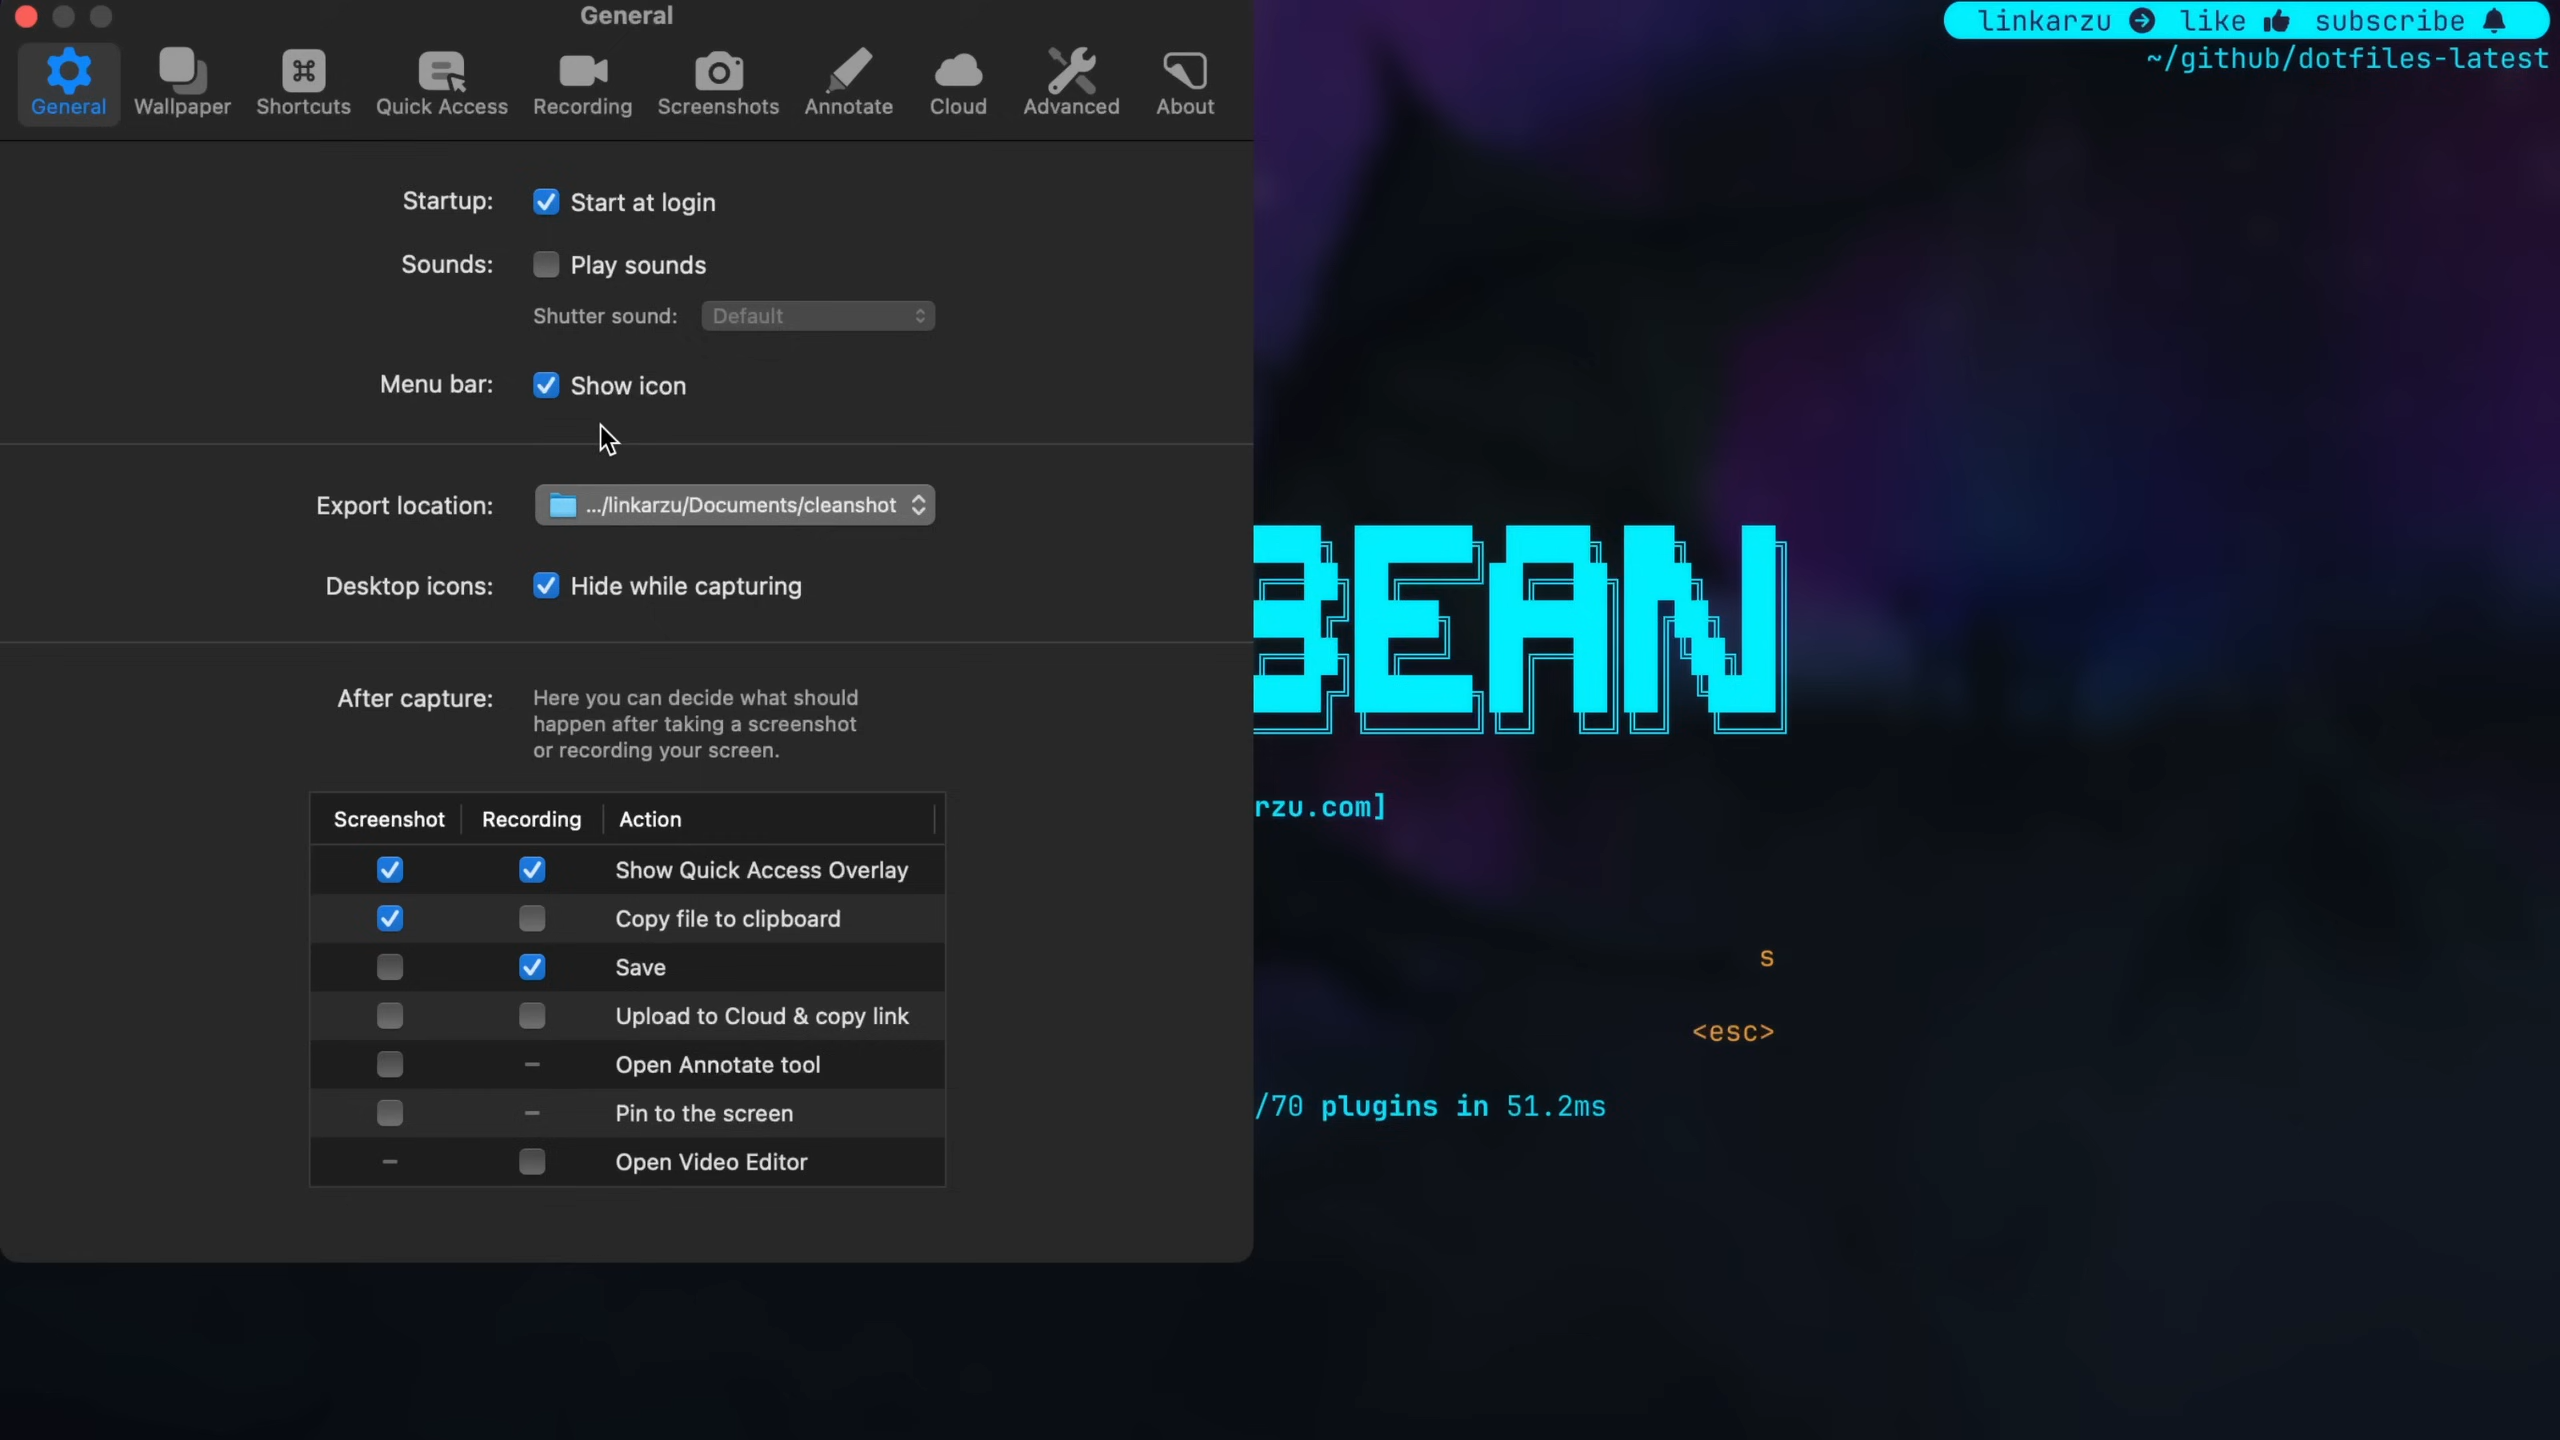 General
General
Wallpaper
Shortcuts
Quick Access
Recording
Screenshots
Annotate
Cloud
Advanced
About
Startup: Start at login
Sounds: Play sounds
Shutter sound: Default
Menu bar: Show icon
Export location: .../linkarzu/Documents/cleanshot
Desktop icons: Hide while capturing
After capture: Here you can decide what should
happen after taking a screenshot
or recording your screen.
Screenshot Recording Action
Show Quick Access Overlay
Copy file to clipboard
Save
Upload to Cloud & copy link
Open Annotate tool
Pin to the screen
Open Video Editor
linkarzu like subscribe
~/github/dotfiles-latest
BEAN
rzu.com]
s
<esc>
/70 plugins in 51.2ms